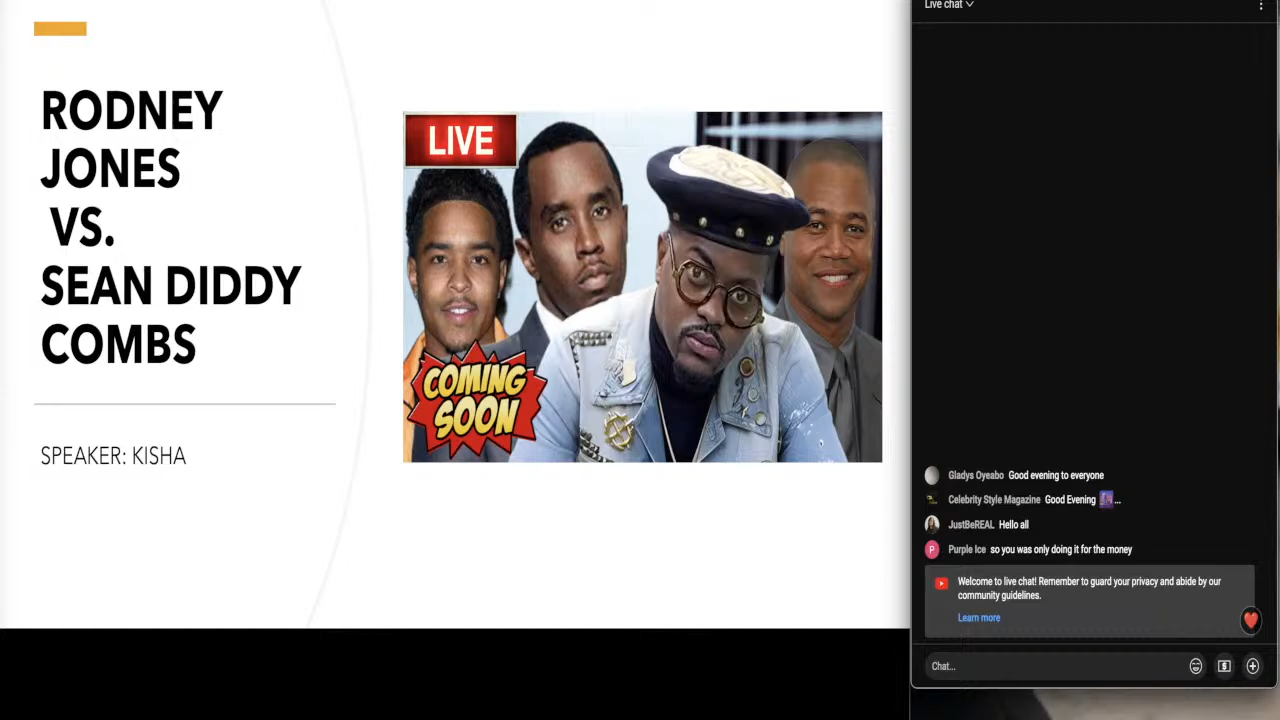 RODNEY
JONES
VS.
SEAN DIDDY
COMBS
SPEAKER: KISHA
LIVE
COMING
SOON
Live chat
Gladys Oyeabo Good evening to everyone
Celebrity Style Magazine Good Evening ...
JustBeREAL Hello all
P Purple Ice so you was only doing it for the money
Welcome to live chat! Remember to guard your privacy and abide by our
community guidelines.
Learn more
Chat...